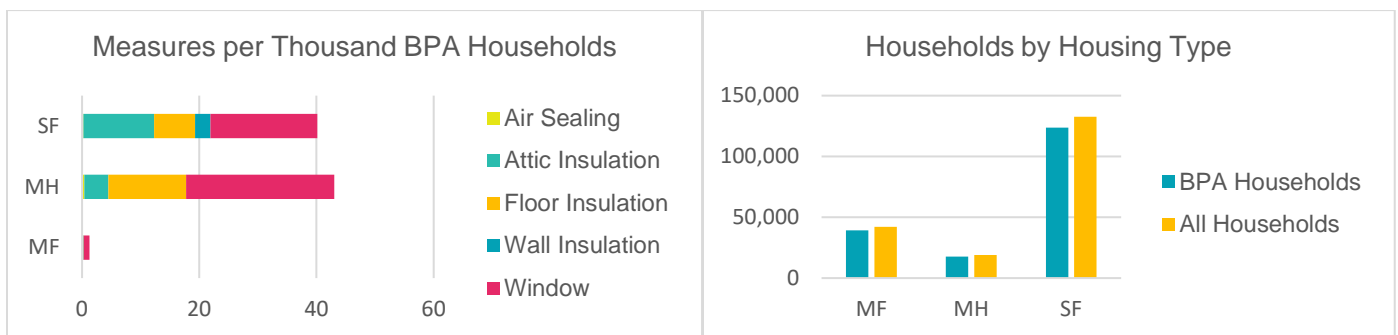 Measures per Thousand BPA Households
SF
MH
MF
0 20 40 60
Air Sealing
Attic Insulation
Floor Insulation
Wall Insulation
Window
Households by Housing Type
150,000
100,000
50,000
0
MF MH SF
BPA Households
All Households